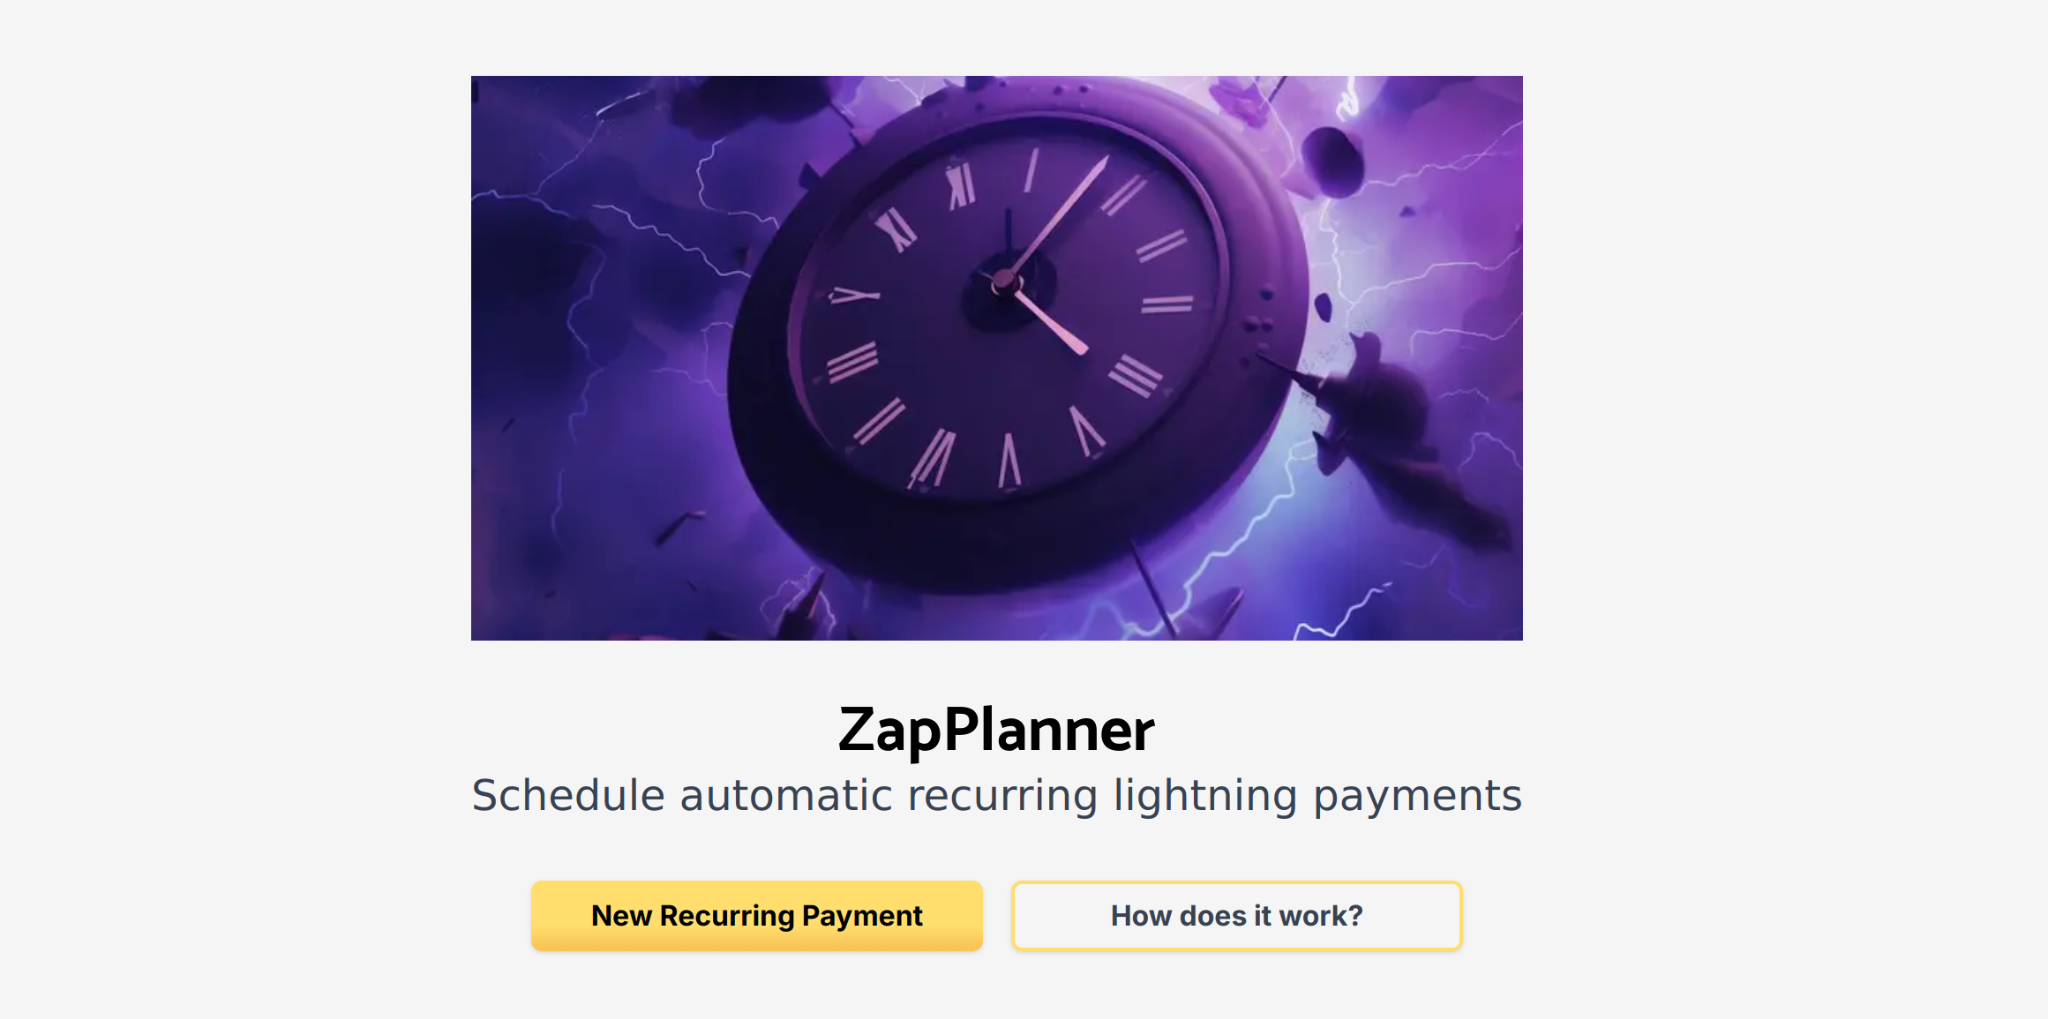 ZapPlanner
Schedule automatic recurring lightning payments
New Recurring Payment
How does it work?